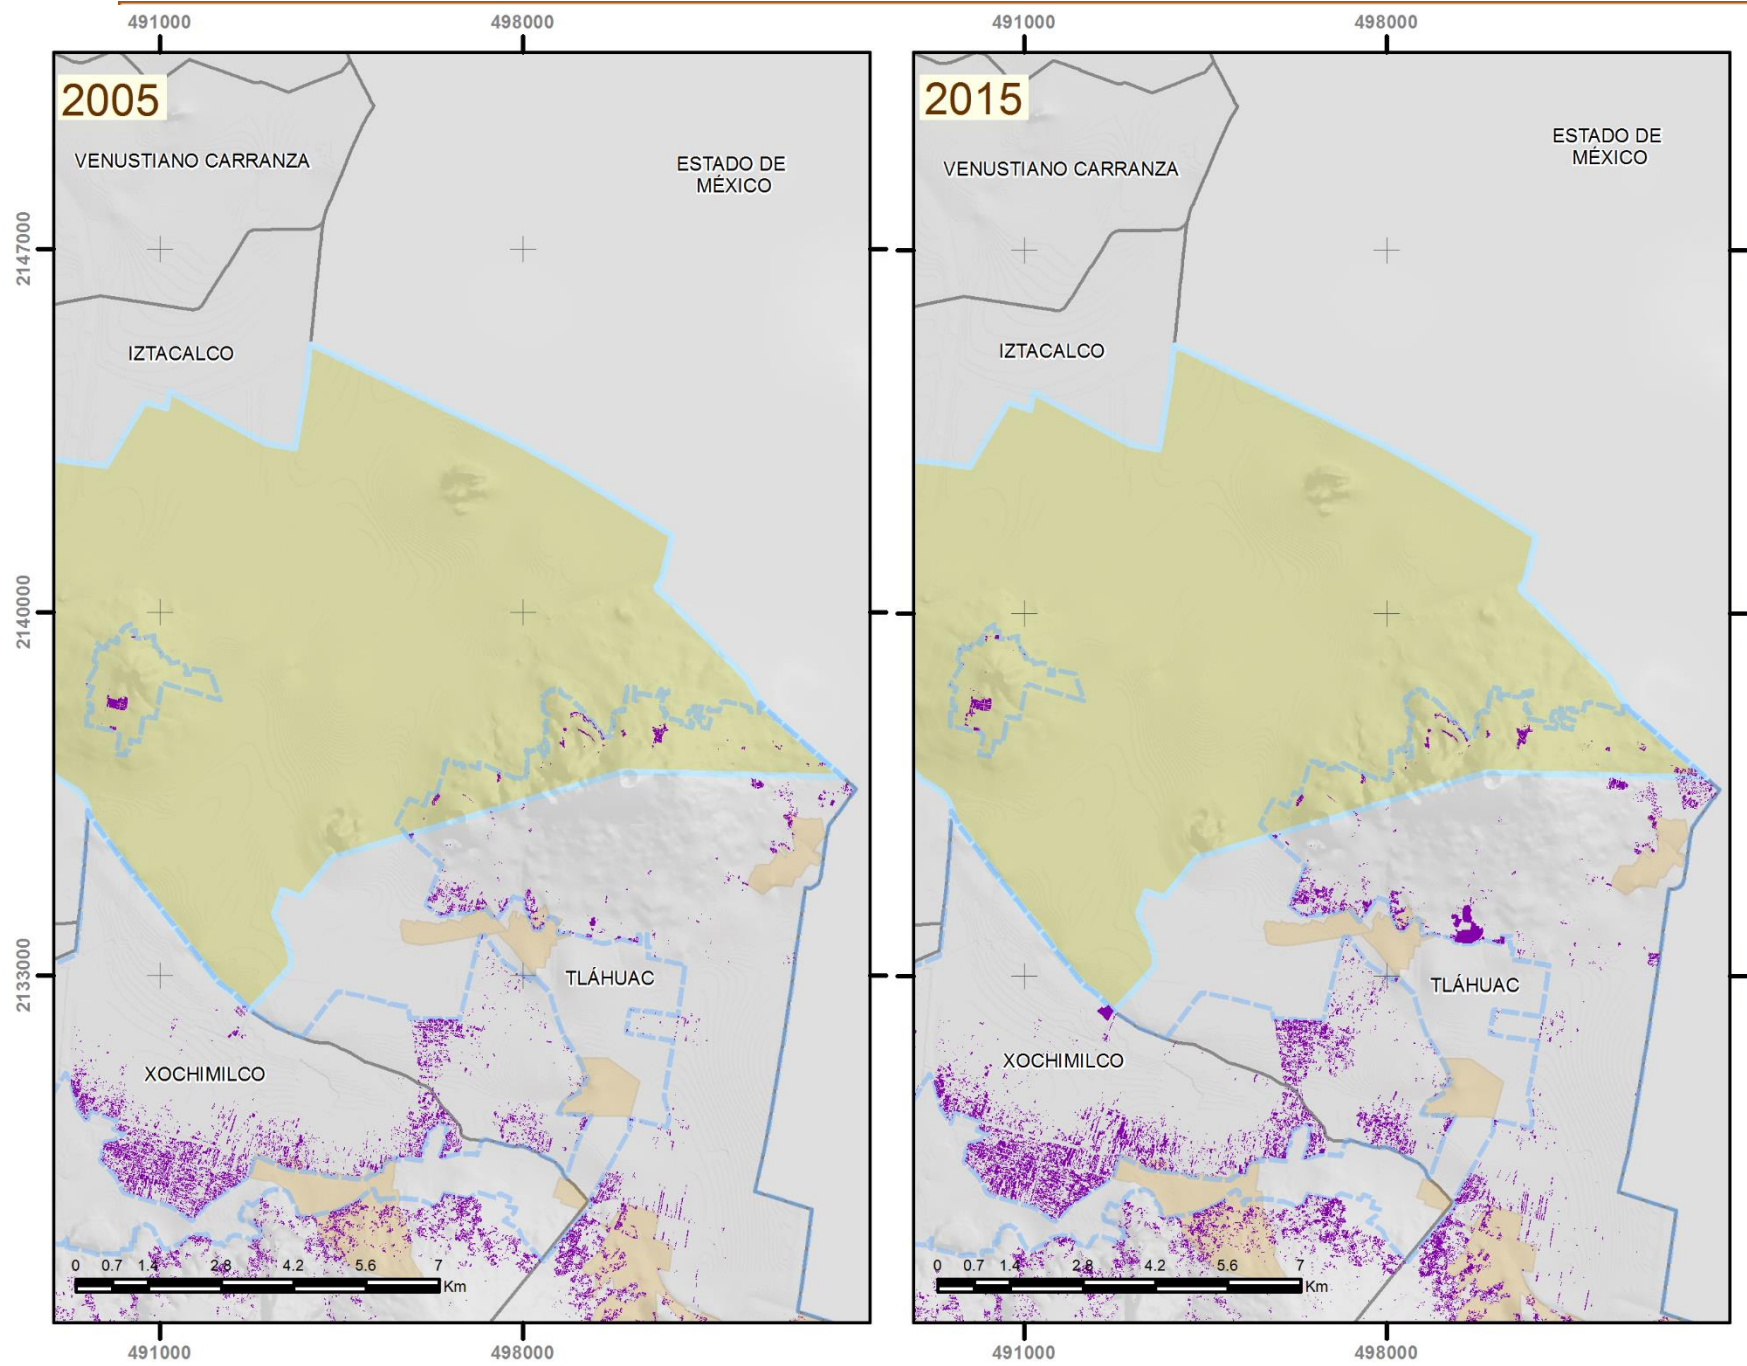 491000
498000
491000
498000
2005
2015
ESTADO DE
MÉXICO
VENUSTIANO CARRANZA
ESTADO DE
MÉXICO
VENUSTIANO CARRANZA
2147000
IZTACALCO
IZTACALCO
2140000
2133000
TLÁHUAC
TLÁHUAC
XOCHIMILCO
XOCHIMILCO
0 0.7 1.4 2.8 4.2 5.6 7
Km
0 0.7 1.4 2.8 4.2 5.6 7
Km
491000
498000
491000
498000